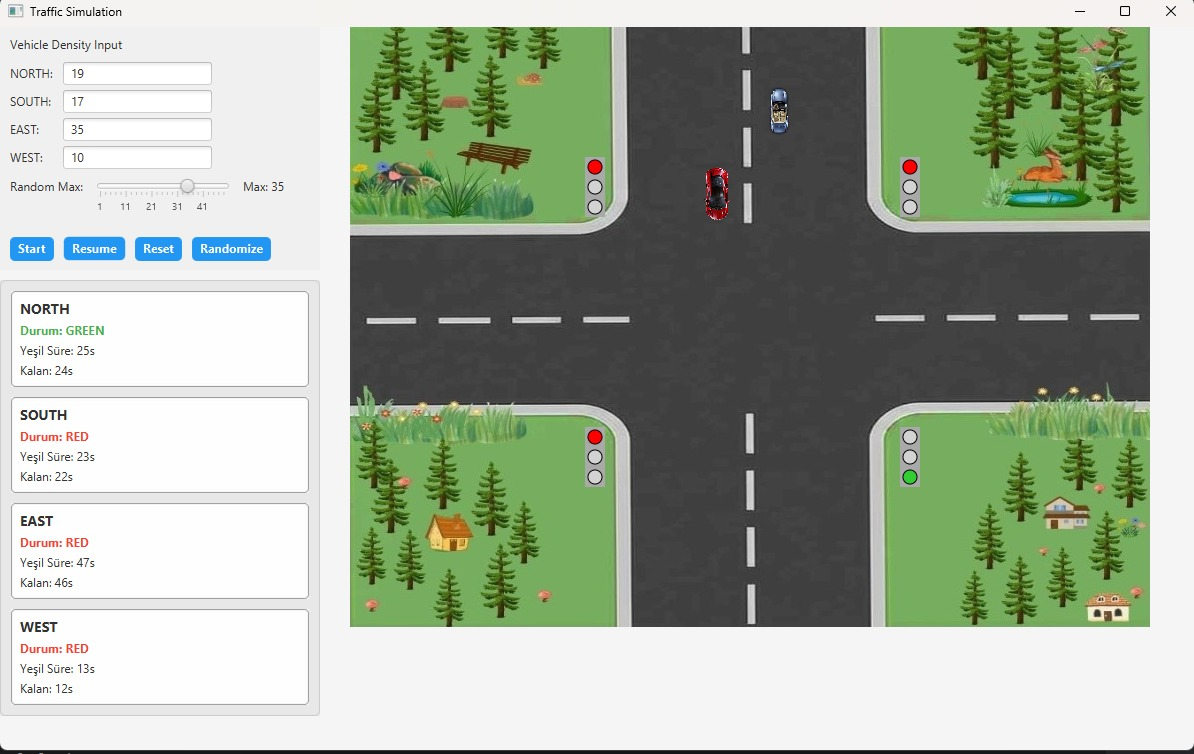 Traffic Simulation
Vehicle Density Input
NORTH: 19
SOUTH: 17
EAST: 35
WEST: 10
Random Max: Max: 35
1 11 21 31 41
Start Resume Reset Randomize
NORTH
Durum: GREEN
Yeşil Süre: 25s
Kalan: 24s
SOUTH
Durum: RED
Yeşil Süre: 23s
Kalan: 22s
EAST
Durum: RED
Yeşil Süre: 47s
Kalan: 46s
WEST
Durum: RED
Yeşil Süre: 13s
Kalan: 12s